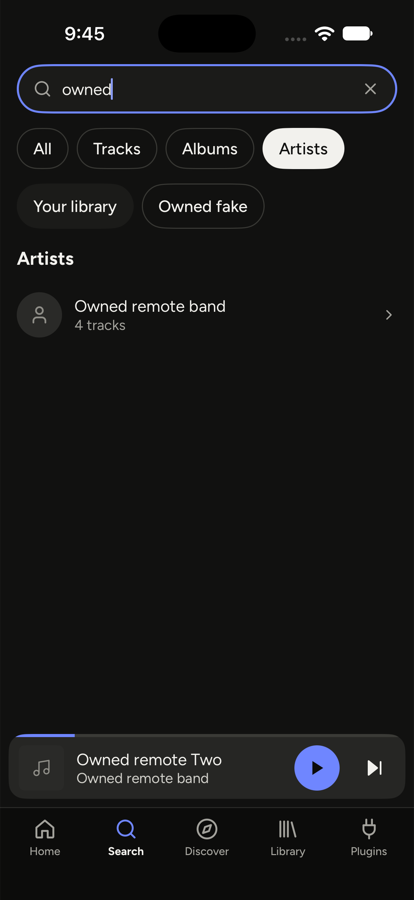 9:45
owned
All
Tracks
Albums
Artists
Your library
Owned fake
Artists
Owned remote band
4 tracks
Owned remote Two
Owned remote band
Home
Search
Discover
Library
Plugins